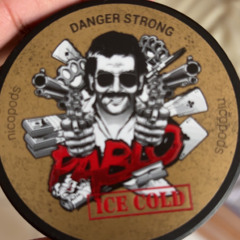 DANGER STRONG
nicopods
nicopods
PABLO
ICE COLD